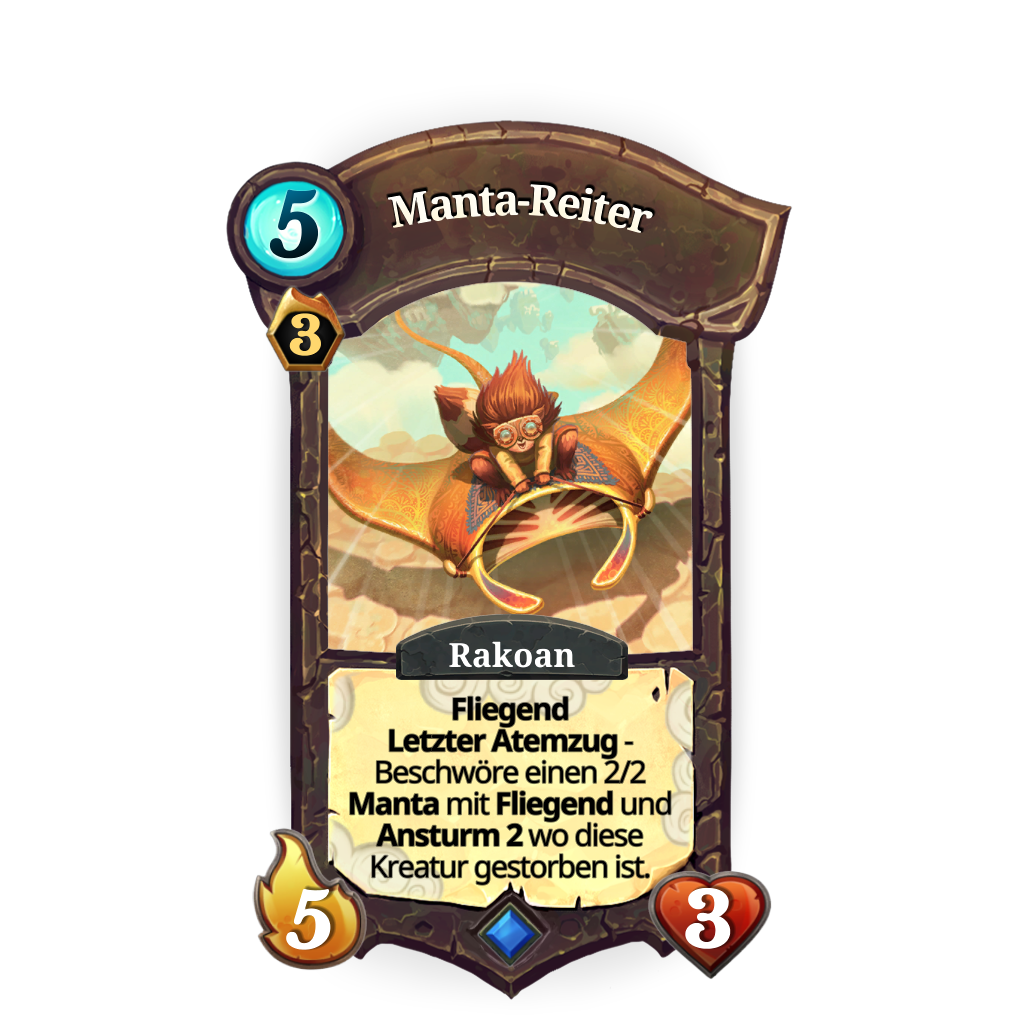 5
Manta-Reiter
3
Rakoan
Fliegend
Letzter Atemzug -
Beschwöre einen 2/2
Manta mit Fliegend und
Ansturm 2 wo diese
Kreatur gestorben ist.
5
3